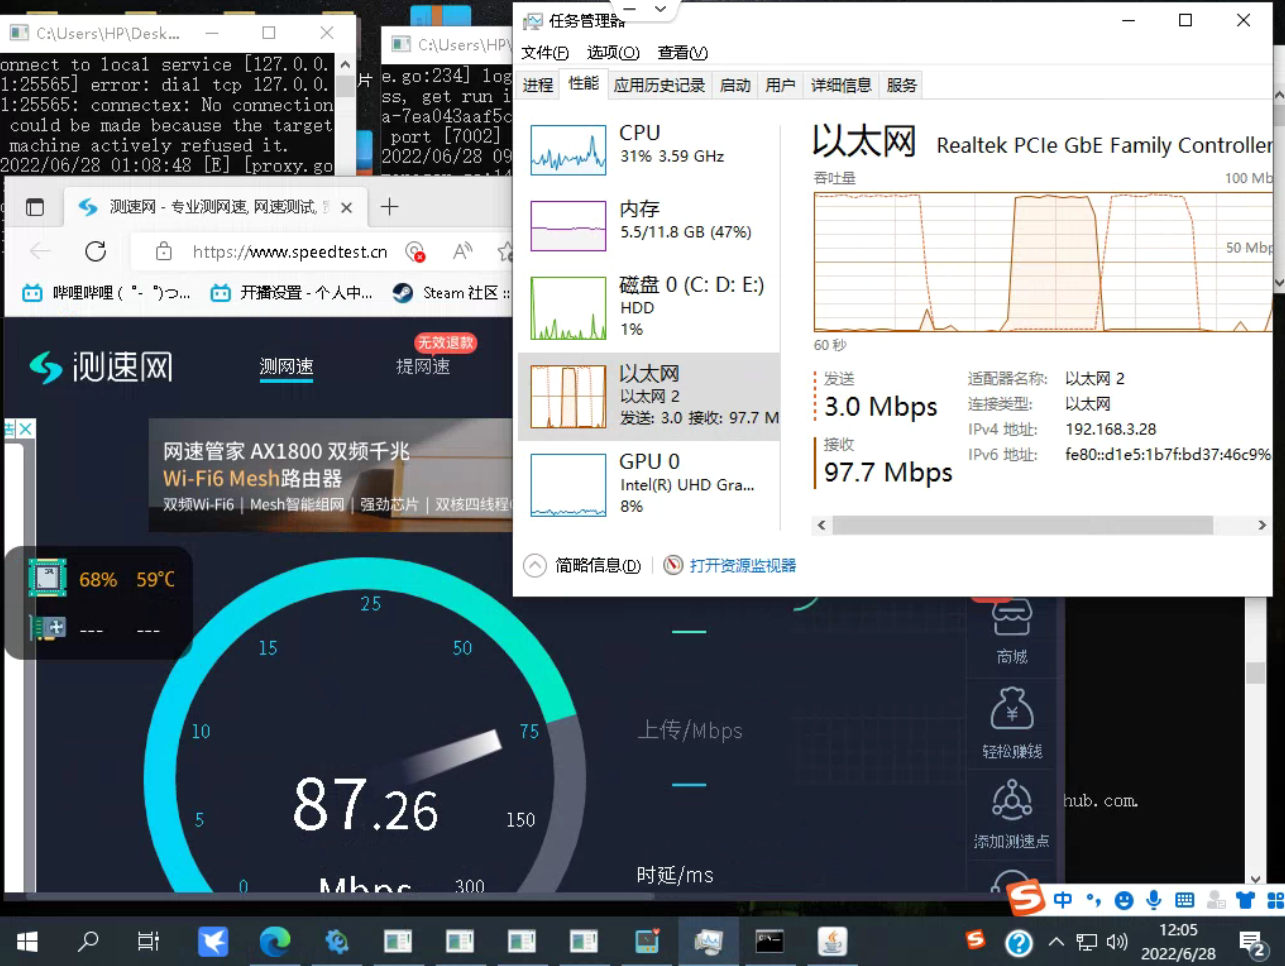 C:\Users\HP\Desk...
onnect to local service [127.0.0.
1:25565] error: dial tcp 127.0.0.
1:25565: connectex: No connection
could be made because the target
machine actively refused it.
2022/06/28 01:08:48 [E] [proxy.go
片
C:\Users\HP\
e.go:234] log
ss, get run i
a-7ea043aaf5c
port [7002]
2022/06/28 09
测速网 - 专业测网速, 网速测试,
https://www.speedtest.cn
哔哩哔哩 ( ゜- ゜)つ...
开播设置 - 个人中...
Steam 社区 ::
测速网
测网速
无效退款
提网速
网速管家 AX1800 双频千兆
Wi-Fi6 Mesh路由器
双频Wi-Fi6 | Mesh智能组网 | 强劲芯片 | 双核四线程
68% 59°C
--- ---
0
5
10
15
25
50
75
150
300
87.26
Mbps
上传/Mbps
时延/ms
商城
轻松赚钱
添加测速点
hub.com.
任务管理器
文件(F) 选项(O) 查看(V)
进程 性能 应用历史记录 启动 用户 详细信息 服务
CPU
31% 3.59 GHz
内存
5.5/11.8 GB (47%)
磁盘 0 (C: D: E:)
HDD
1%
以太网
以太网 2
发送: 3.0 接收: 97.7 M
GPU 0
Intel(R) UHD Gra...
8%
以太网 Realtek PCIe GbE Family Controller
吞吐量 100 Mb
50 Mbp
60 秒
发送
3.0 Mbps
接收
97.7 Mbps
适配器名称: 以太网 2
连接类型: 以太网
IPv4 地址: 192.168.3.28
IPv6 地址: fe80::d1e5:1b7f:bd37:46c9%
简略信息(D) 打开资源监视器
中
12:05
2022/6/28
2